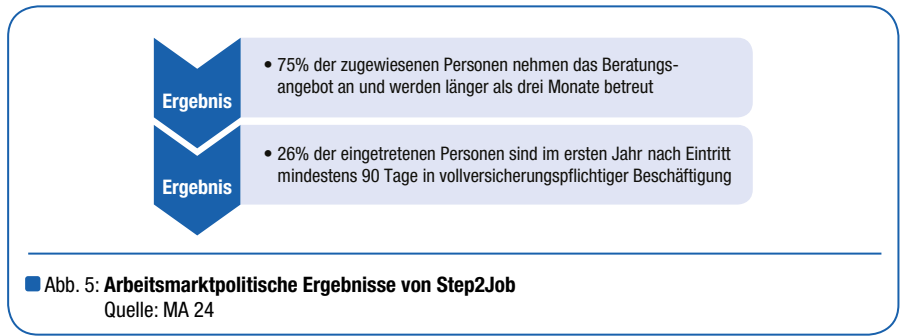 Ergebnis
• 75% der zugewiesenen Personen nehmen das Beratungs-
angebot an und werden länger als drei Monate betreut
Ergebnis
• 26% der eingetretenen Personen sind im ersten Jahr nach Eintritt
mindestens 90 Tage in vollversicherungspflichtiger Beschäftigung
Abb. 5: Arbeitsmarktpolitische Ergebnisse von Step2Job
Quelle: MA 24